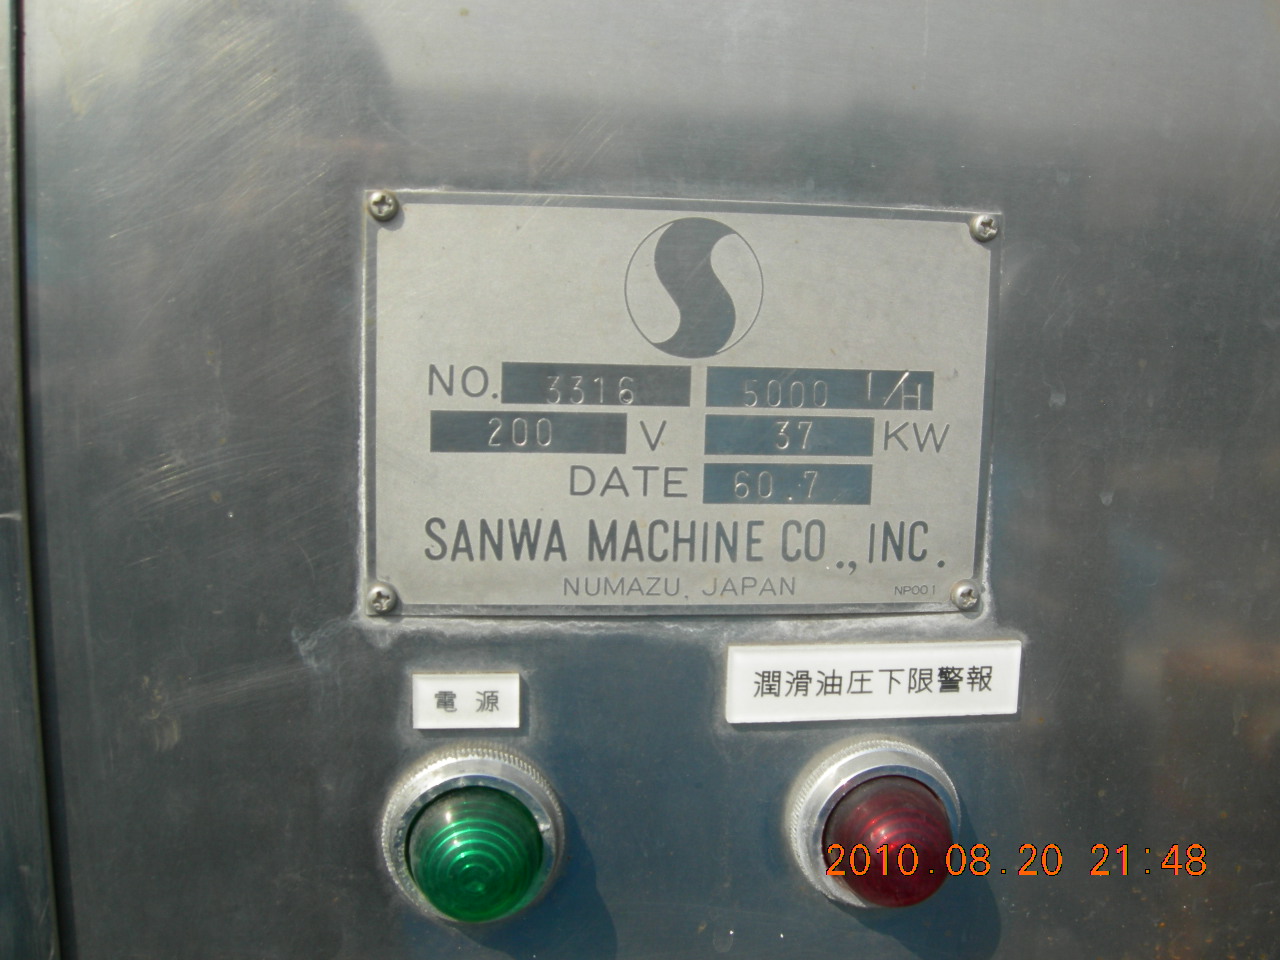 NO. 3316 5000 l/H
200 V 37 KW
DATE 60.7
SANWA MACHINE CO., INC.
NUMAZU, JAPAN NP001
電源 潤滑油圧下限警報
2010.08.20 21:48